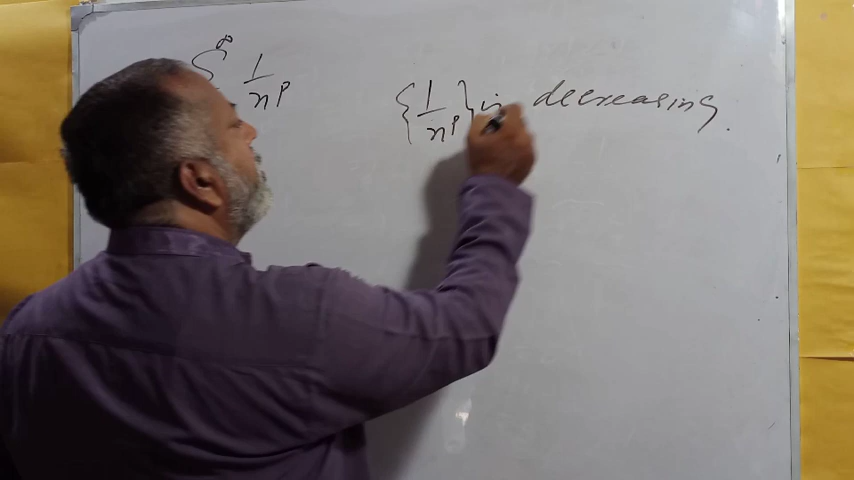 ∑ ∞ 1/n^p
{1/n^p} is decreasing.